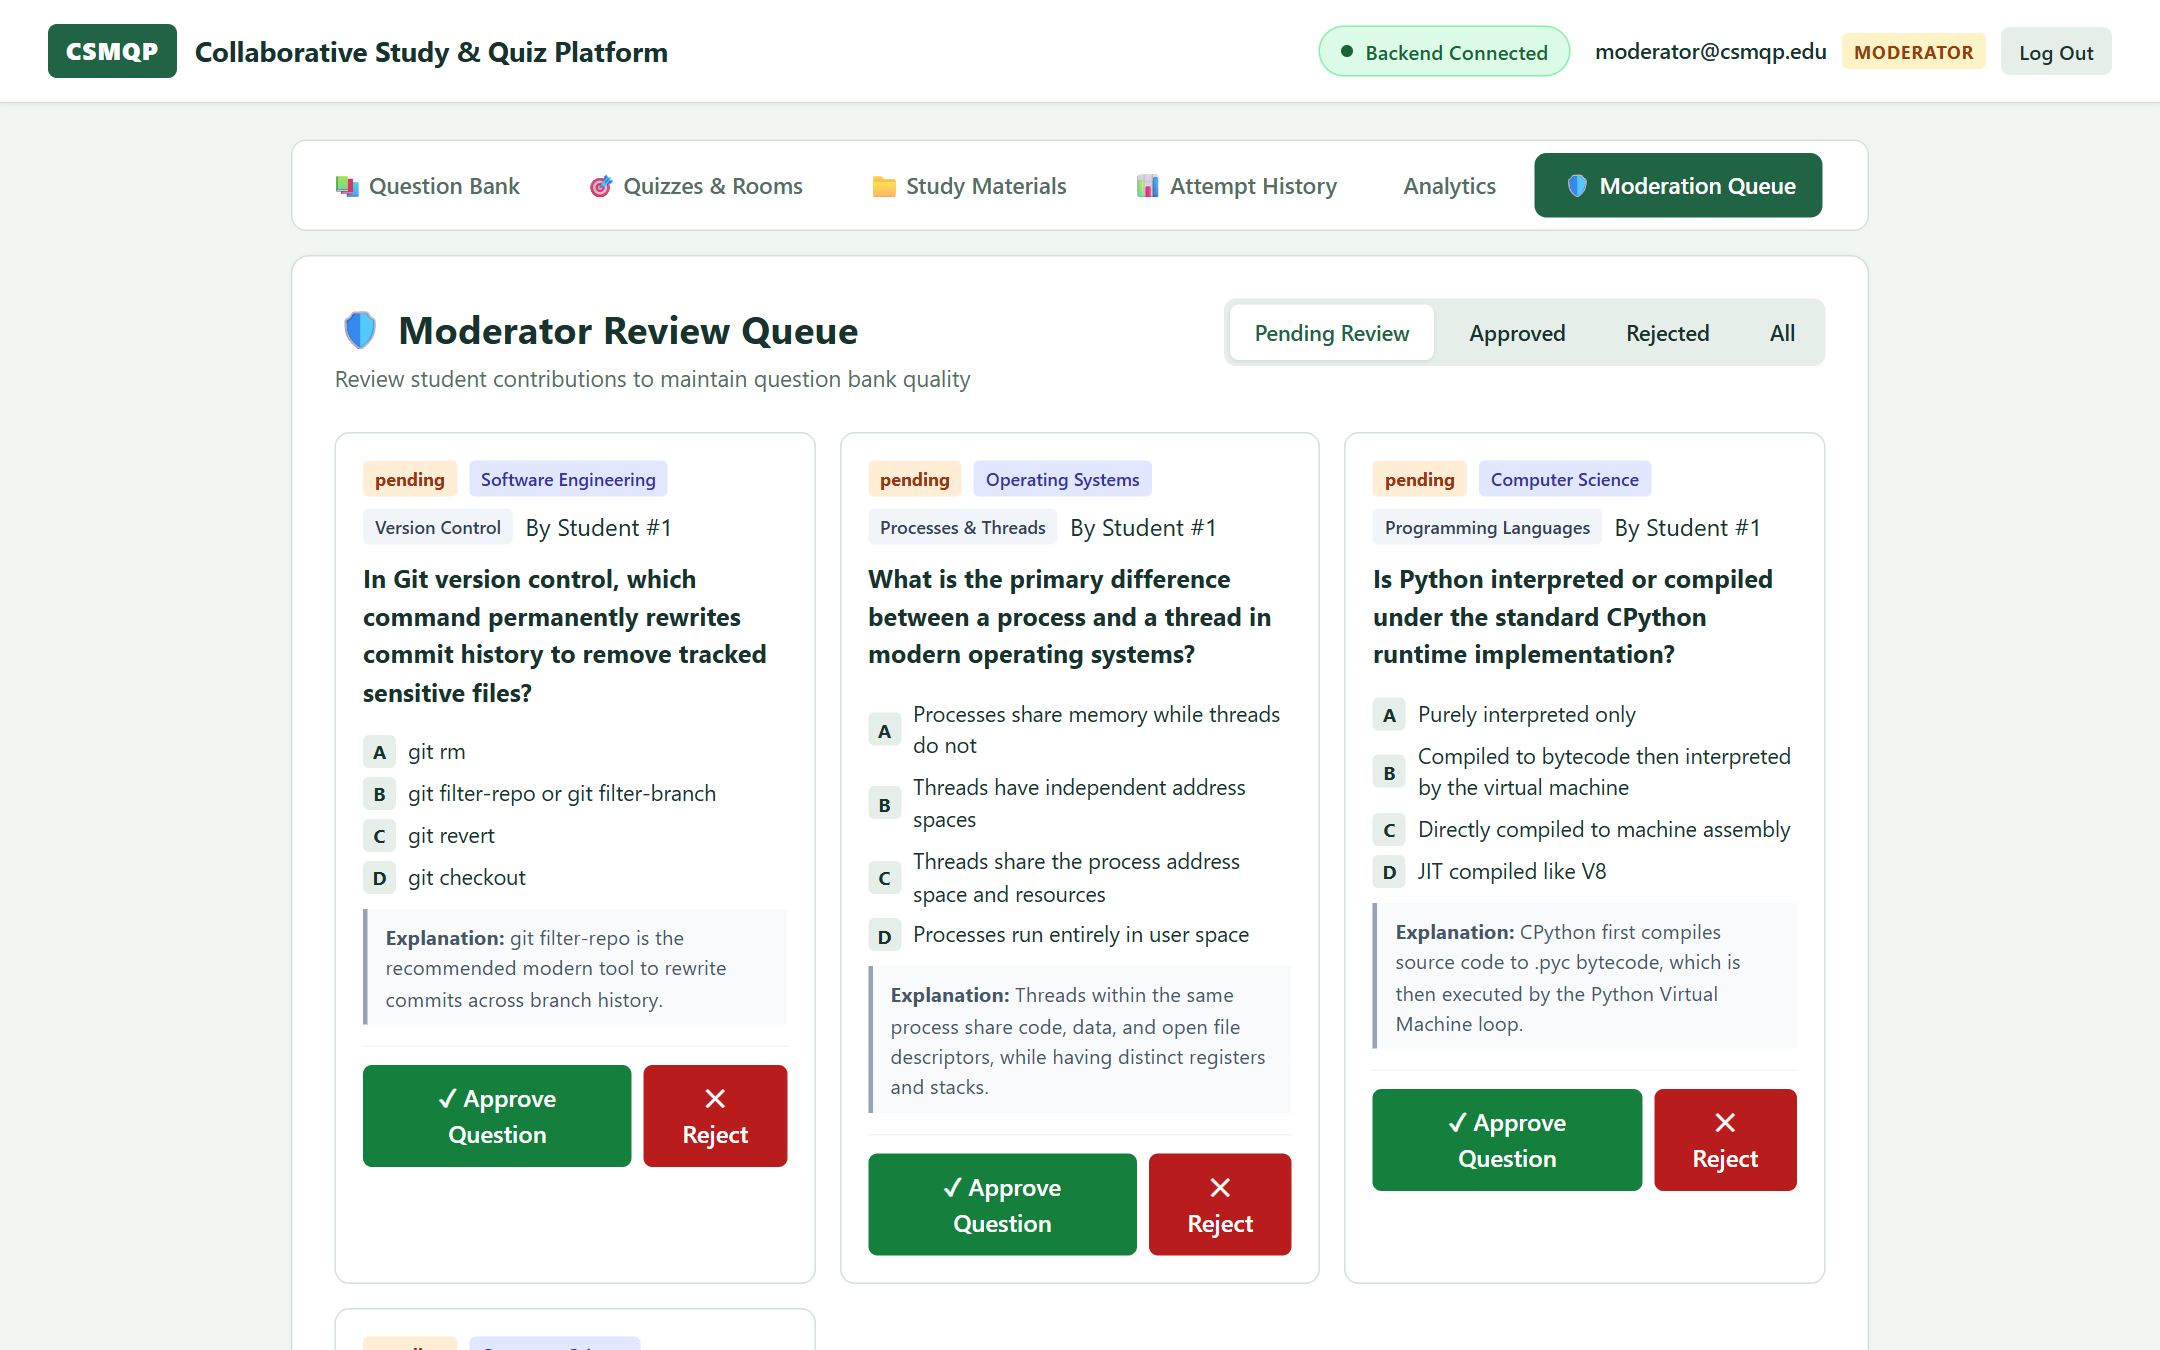 CSMQP Collaborative Study & Quiz Platform
Backend Connected moderator@csmqp.edu MODERATOR Log Out
Question Bank Quizzes & Rooms Study Materials Attempt History Analytics Moderation Queue
Moderator Review Queue
Review student contributions to maintain question bank quality
Pending Review Approved Rejected All
pending Software Engineering
Version Control By Student #1
In Git version control, which
command permanently rewrites
commit history to remove tracked
sensitive files?
A git rm
B git filter-repo or git filter-branch
C git revert
D git checkout
Explanation: git filter-repo is the
recommended modern tool to rewrite
commits across branch history.
✓ Approve
Question
✕
Reject
pending Operating Systems
Processes & Threads By Student #1
What is the primary difference
between a process and a thread in
modern operating systems?
A Processes share memory while threads
do not
B Threads have independent address
spaces
C Threads share the process address
space and resources
D Processes run entirely in user space
Explanation: Threads within the same
process share code, data, and open file
descriptors, while having distinct registers
and stacks.
✓ Approve
Question
✕
Reject
pending Computer Science
Programming Languages By Student #1
Is Python interpreted or compiled
under the standard CPython
runtime implementation?
A Purely interpreted only
B Compiled to bytecode then interpreted
by the virtual machine
C Directly compiled to machine assembly
D JIT compiled like V8
Explanation: CPython first compiles
source code to .pyc bytecode, which is
then executed by the Python Virtual
Machine loop.
✓ Approve
Question
✕
Reject